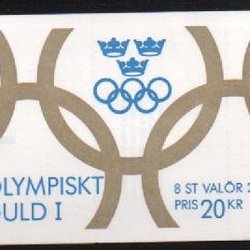 OLYMPISKT
GULD I
8 ST VALÖR 2
PRIS 20 KR